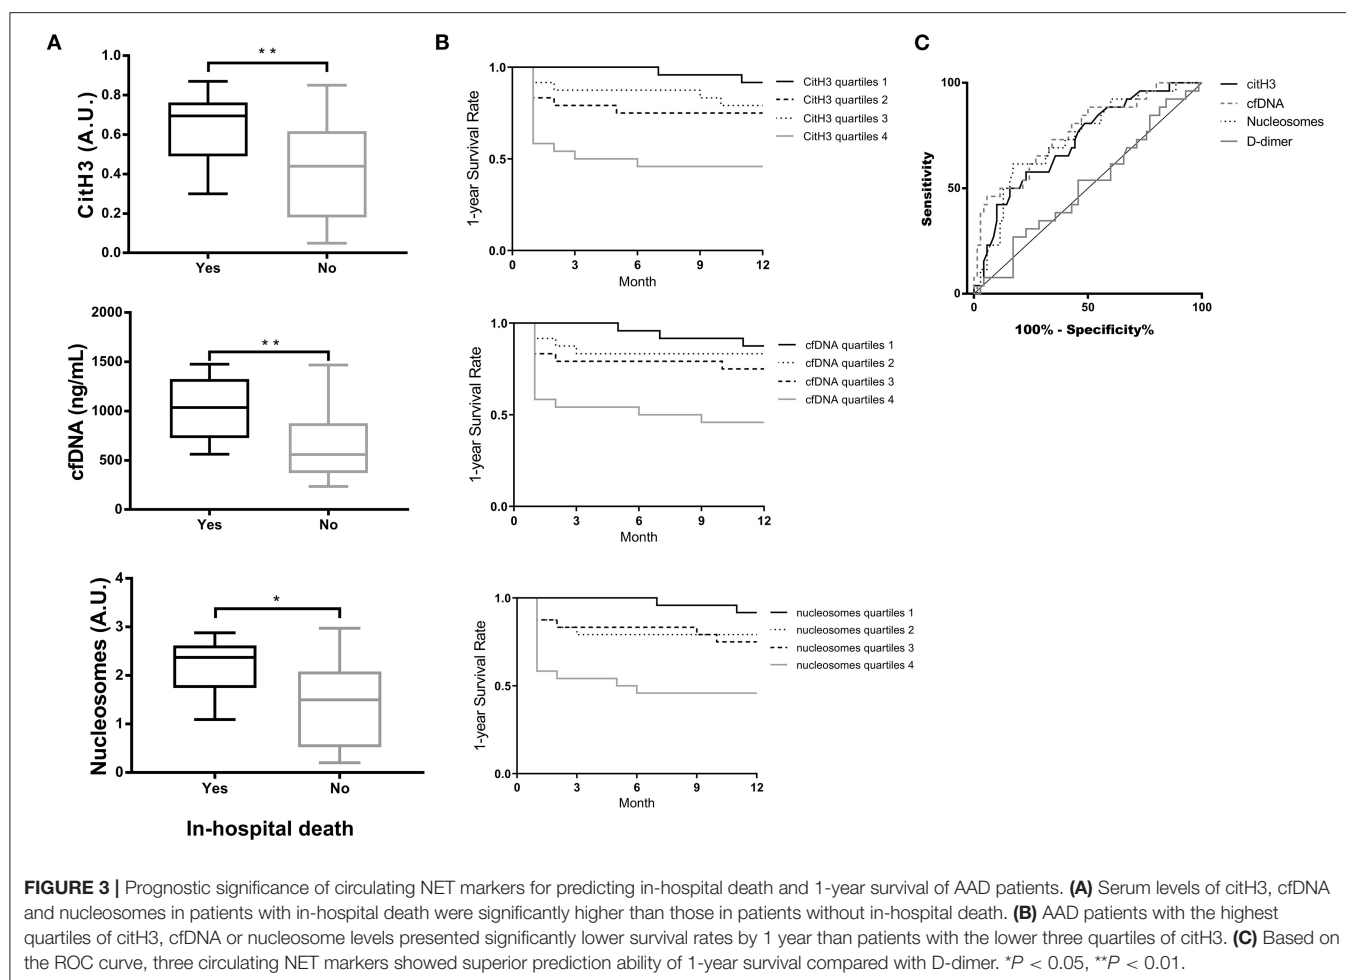 A
1.0
0.8
0.6
0.4
0.2
0.0
CitH3 (A.U.)
* *
Yes
No
2000
1500
1000
500
0
cfDNA (ng/mL)
* *
Yes
No
4
3
2
1
0
Nucleosomes (A.U.)
*
Yes
No
In-hospital death
B
1.0
0.5
0.0
1-year Survival Rate
0
3
6
9
12
Month
CitH3 quartiles 1
CitH3 quartiles 2
CitH3 quartiles 3
CitH3 quartiles 4
1.0
0.5
0.0
1-year Survival Rate
0
3
6
9
12
Month
cfDNA quartiles 1
cfDNA quartiles 2
cfDNA quartiles 3
cfDNA quartiles 4
1.0
0.5
0.0
1-year Survival Rate
0
3
6
9
12
Month
nucleosomes quartiles 1
nucleosomes quartiles 2
nucleosomes quartiles 3
nucleosomes quartiles 4
C
100
50
0
Sensitivity
0
50
100
100% - Specificity%
citH3
cfDNA
Nucleosomes
D-dimer
FIGURE 3 | Prognostic significance of circulating NET markers for predicting in-hospital death and 1-year survival of AAD patients. (A) Serum levels of citH3, cfDNA
and nucleosomes in patients with in-hospital death were significantly higher than those in patients without in-hospital death. (B) AAD patients with the highest
quartiles of citH3, cfDNA or nucleosome levels presented significantly lower survival rates by 1 year than patients with the lower three quartiles of citH3. (C) Based on
the ROC curve, three circulating NET markers showed superior prediction ability of 1-year survival compared with D-dimer. *P < 0.05, **P < 0.01.